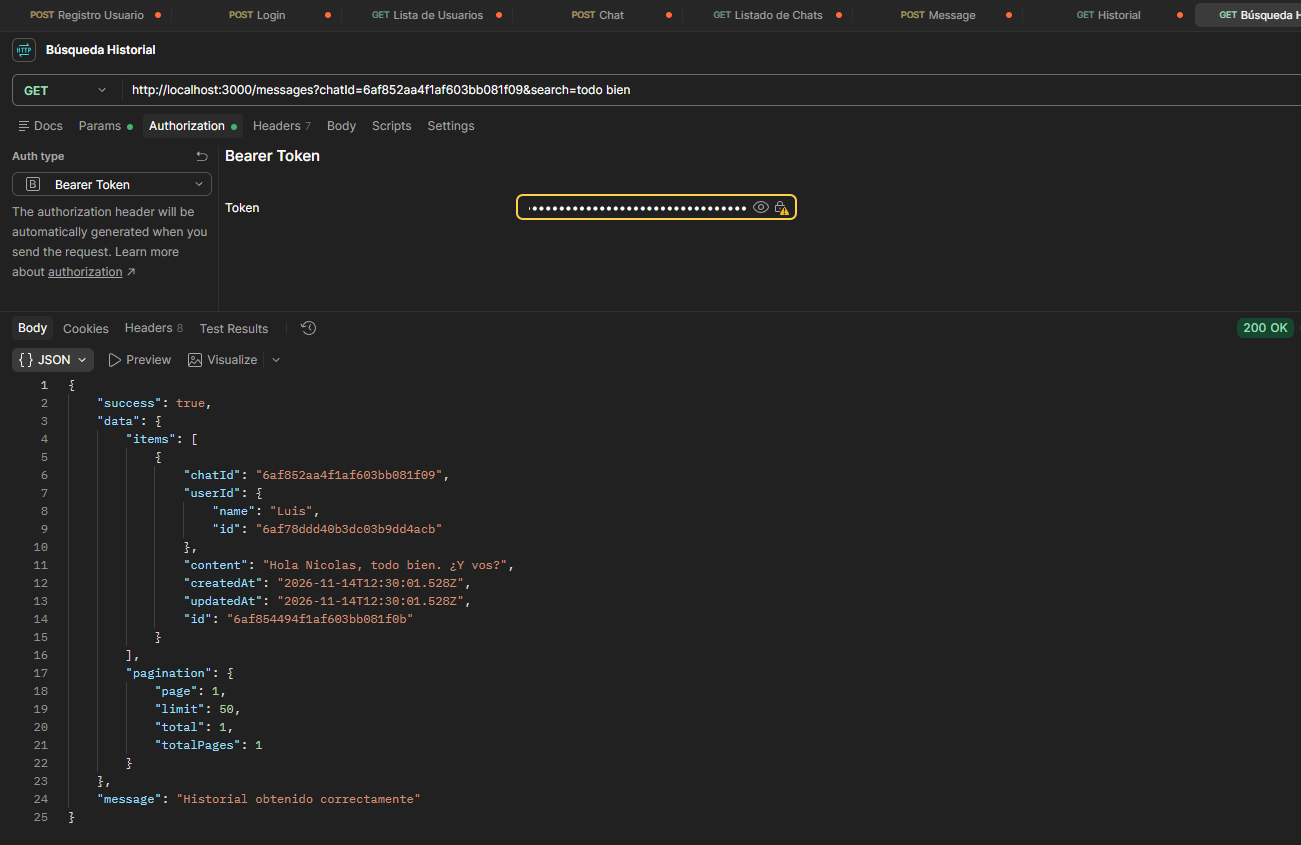 POST Registro Usuario POST Login GET Lista de Usuarios POST Chat GET Listado de Chats POST Message GET Historial GET Búsqueda H
HTTP Búsqueda Historial
GET http://localhost:3000/messages?chatId=6af852aa4f1af603bb081f09&search=todo bien
Docs Params Authorization Headers 7 Body Scripts Settings
Auth type
B Bearer Token
The authorization header will be
automatically generated when you
send the request. Learn more
about authorization ↗
Bearer Token
Token
Body Cookies Headers 8 Test Results 200 OK
{} JSON Preview Visualize
1 {
2 "success": true,
3 "data": {
4 "items": [
5 {
6 "chatId": "6af852aa4f1af603bb081f09",
7 "userId": {
8 "name": "Luis",
9 "id": "6af78ddd40b3dc03b9dd4acb"
10 },
11 "content": "Hola Nicolas, todo bien. ¿Y vos?",
12 "createdAt": "2026-11-14T12:30:01.528Z",
13 "updatedAt": "2026-11-14T12:30:01.528Z",
14 "id": "6af854494f1af603bb081f0b"
15 }
16 ],
17 "pagination": {
18 "page": 1,
19 "limit": 50,
20 "total": 1,
21 "totalPages": 1
22 }
23 },
24 "message": "Historial obtenido correctamente"
25 }